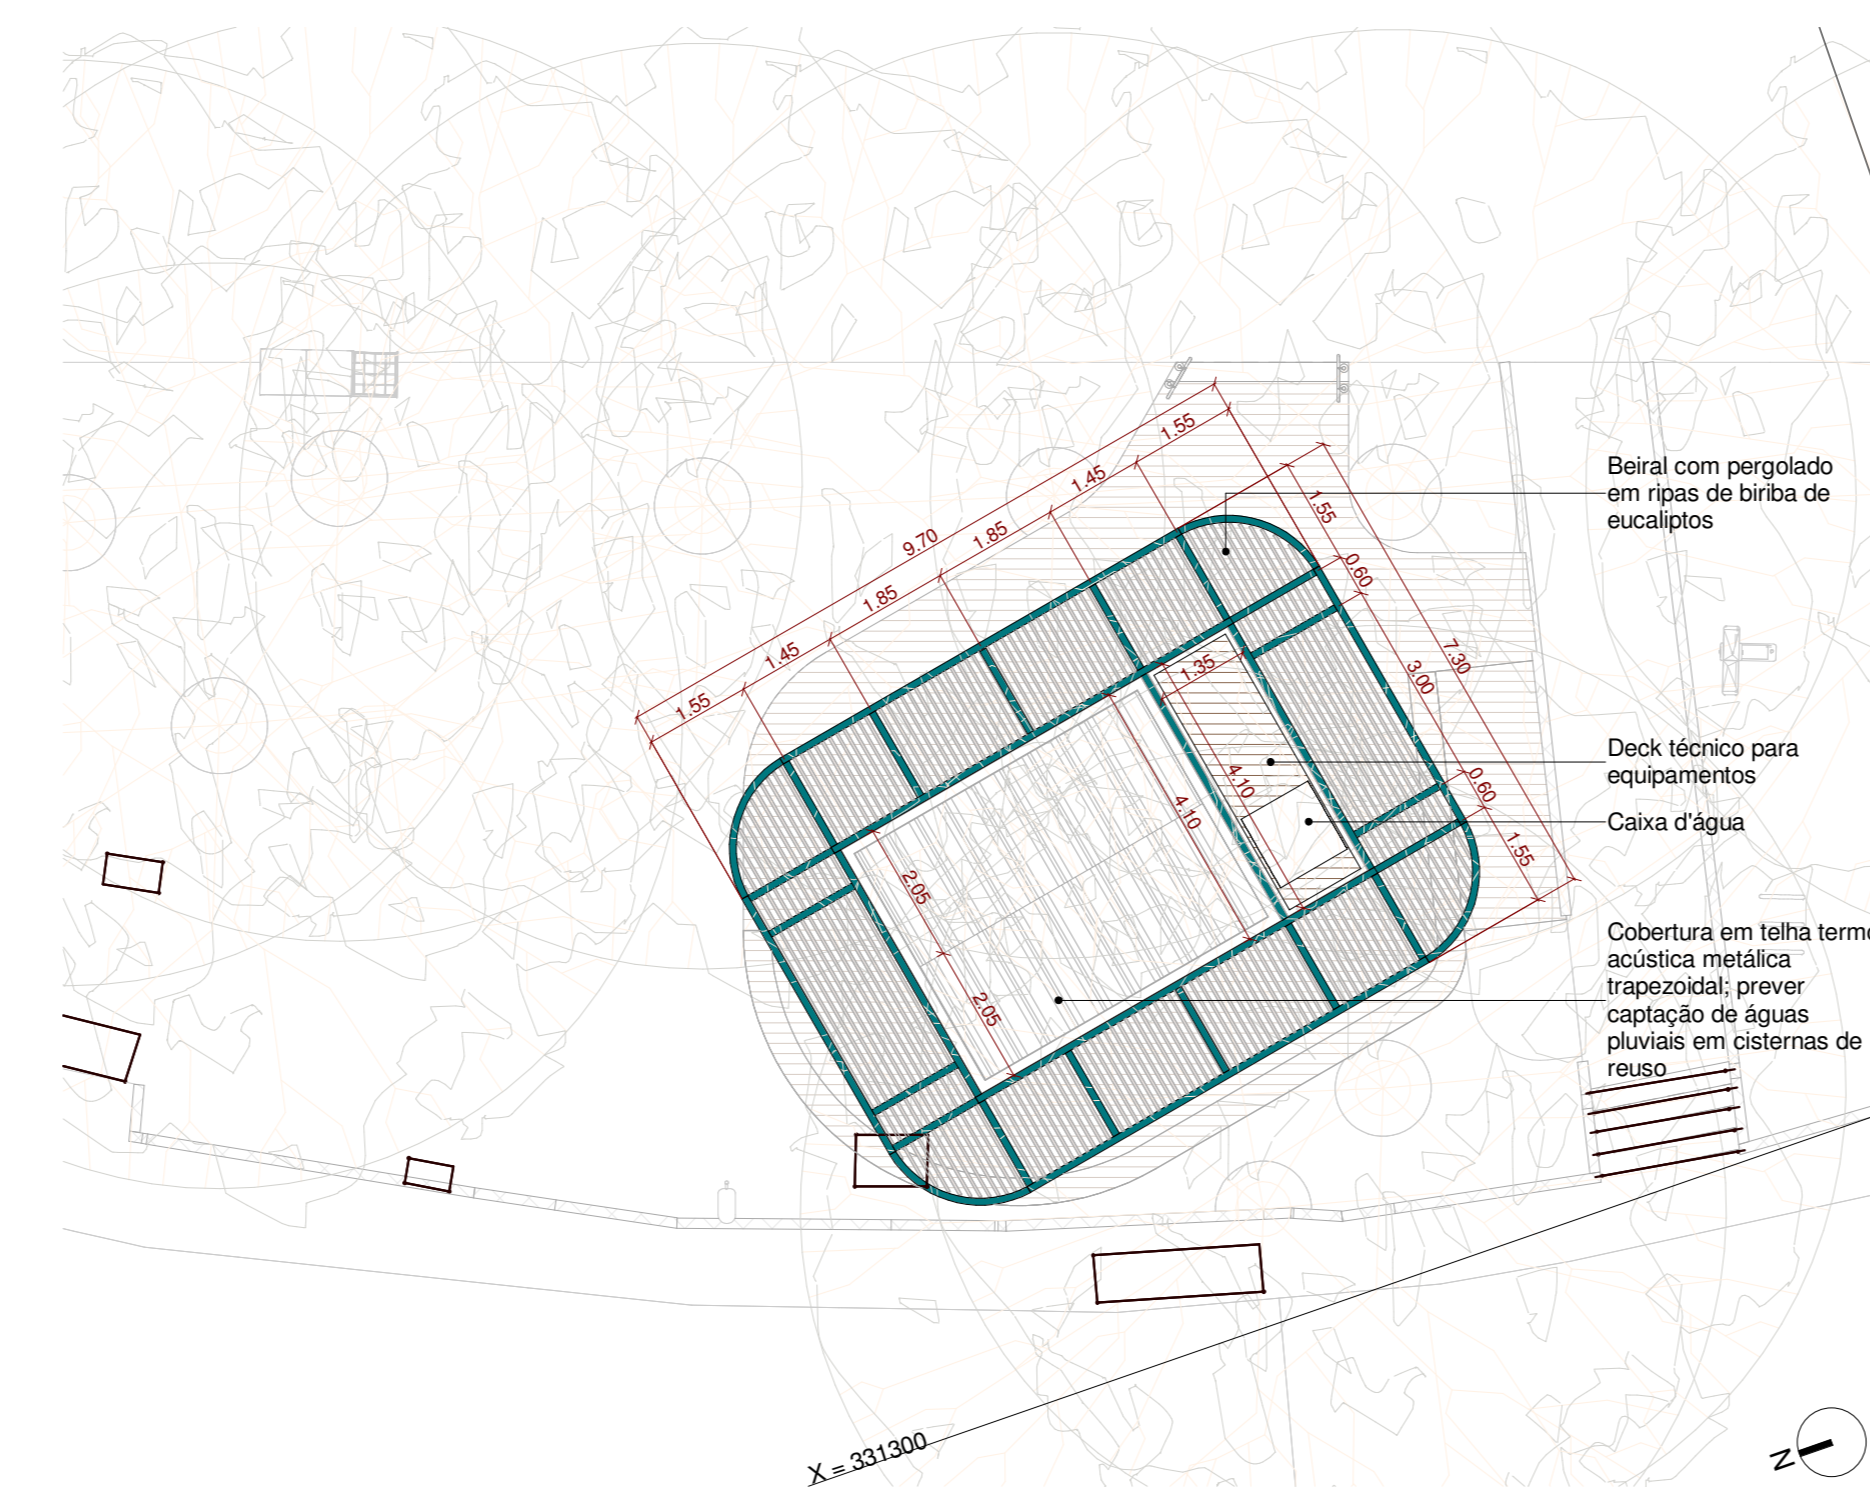 1.55
1.45
9.70
1.85
1.85
1.45
1.55
1.55
0.60
7.30
3.00
0.60
1.55
1.35
4.10
4.10
2.05
2.05
Beiral com pergolado
em ripas de biriba de
eucaliptos
Deck técnico para
equipamentos
Caixa d'água
Cobertura em telha termo
acústica metálica
trapezoidal; prever
captação de águas
pluviais em cisternas de
reuso
X = 331300
N